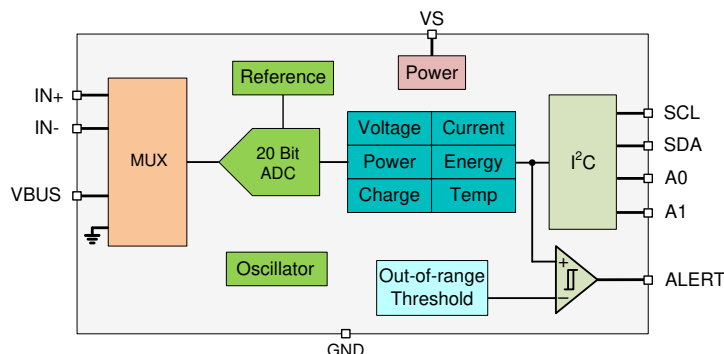 VS
Reference
Power
IN+
IN-
VBUS
MUX
20 Bit
ADC
Voltage
Current
Power
Energy
Charge
Temp
I²C
SCL
SDA
A0
A1
Oscillator
Out-of-range
Threshold
+
−
ALERT
GND